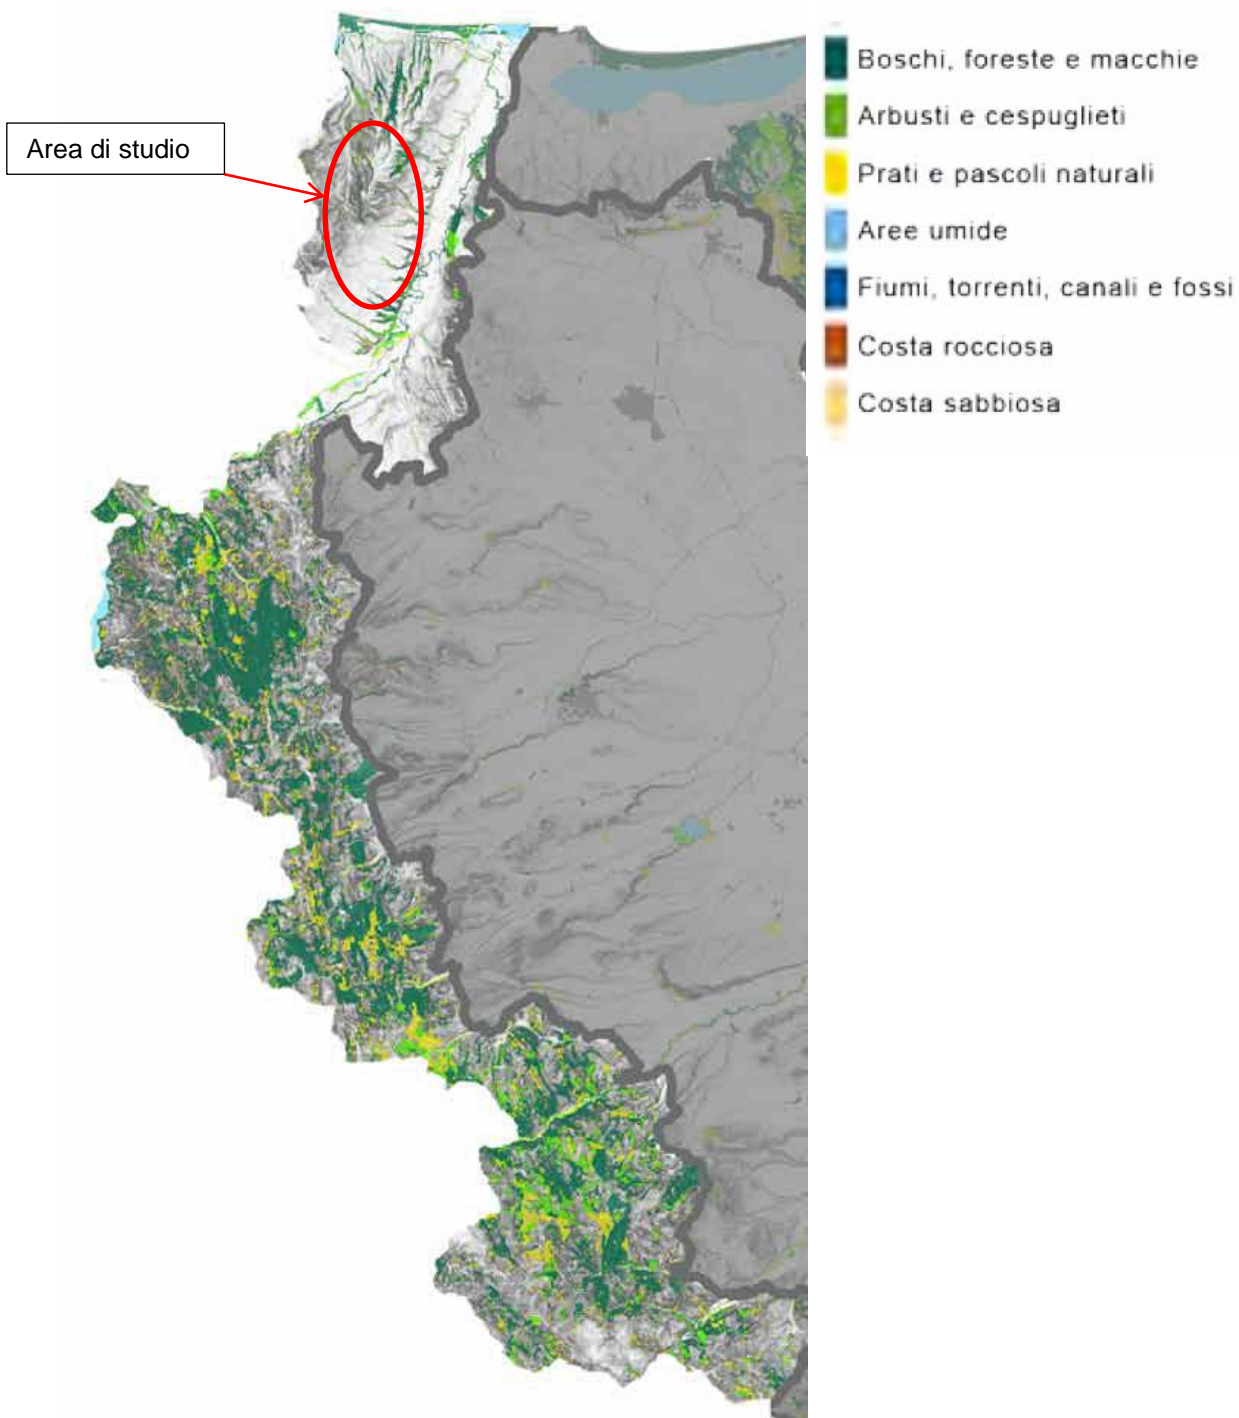 Area di studio
Boschi, foreste e macchie
Arbusti e cespuglieti
Prati e pascoli naturali
Aree umide
Fiumi, torrenti, canali e fossi
Costa rocciosa
Costa sabbiosa